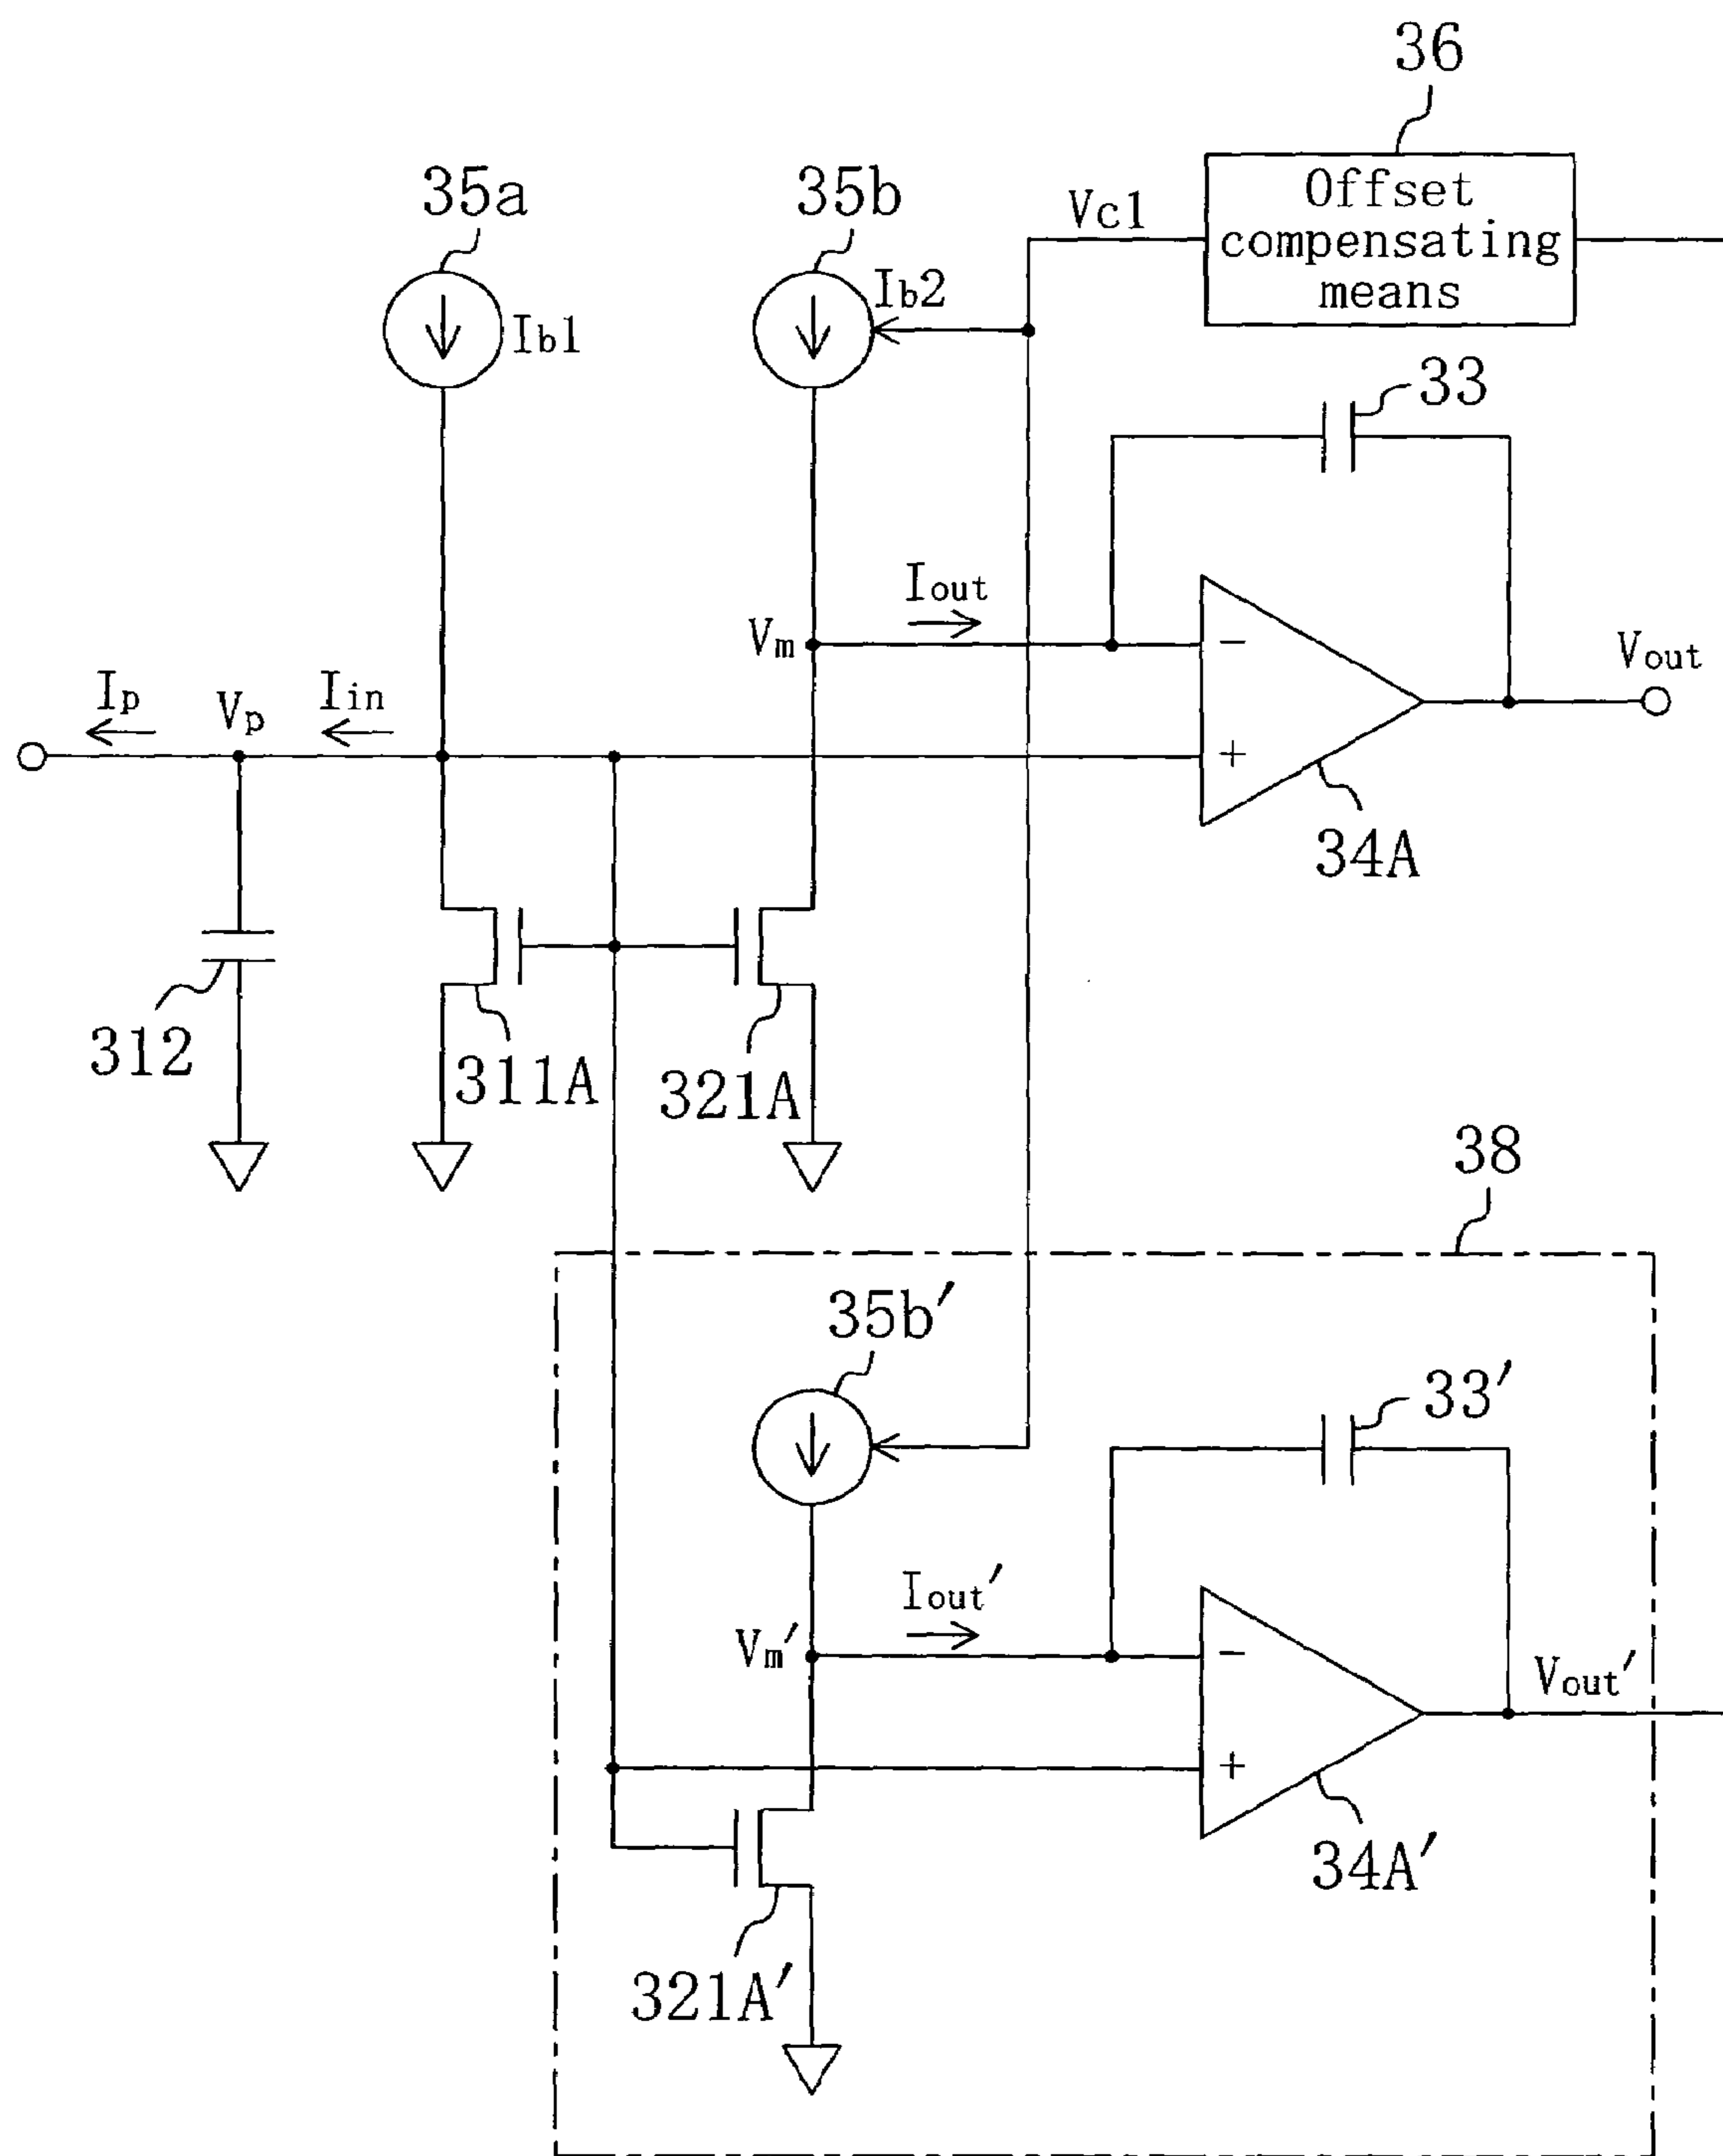 36
Offset
compensating
means
35a
35b
Vc1
Ib1
Ib2
33
Iout
Vm
−
Vout
Ip
Vp
Iin
+
34A
312
311A
321A
38
35b′
33′
Iout′
Vm′
−
Vout′
+
34A′
321A′